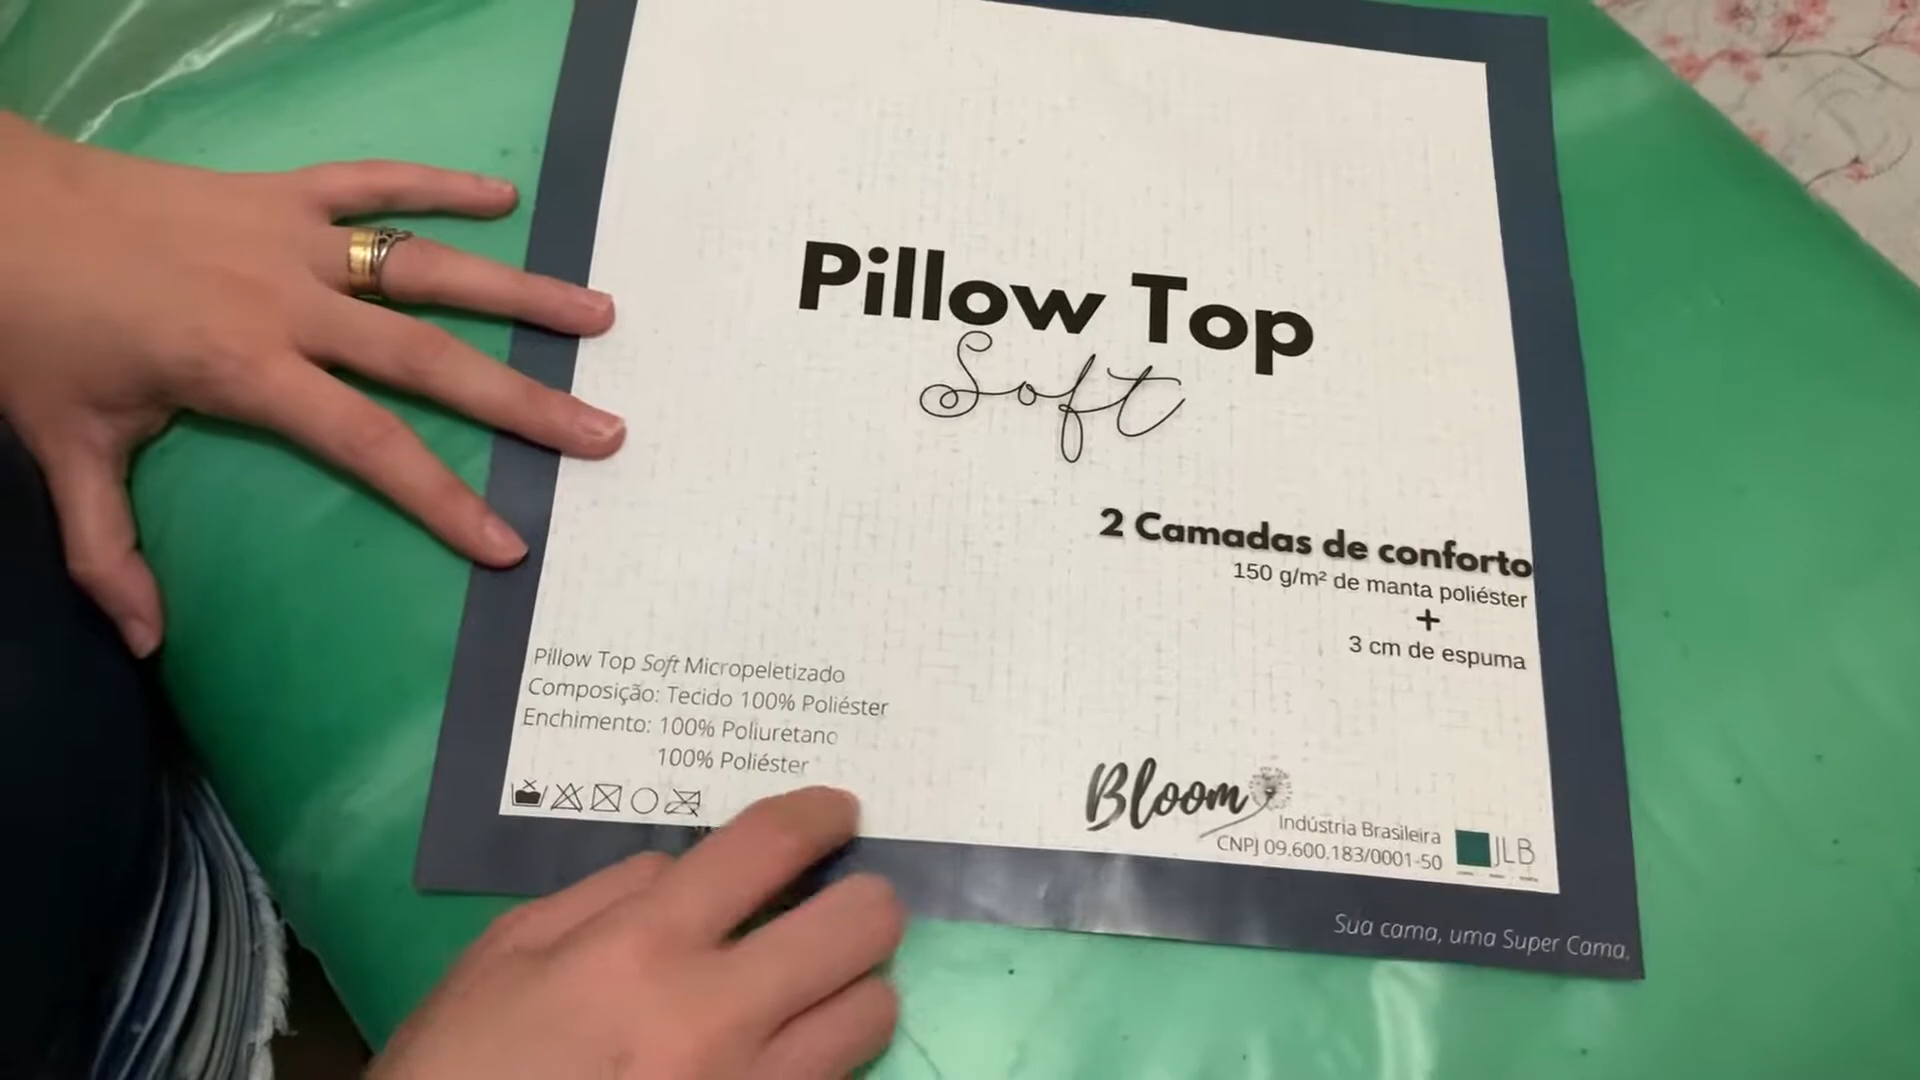 Pillow Top
Soft
2 Camadas de conforto
150 g/m² de manta poliéster
+
3 cm de espuma
Pillow Top Soft Micropeletizado
Composição: Tecido 100% Poliéster
Enchimento: 100% Poliuretano
100% Poliéster
Bloom
Indústria Brasileira
CNPJ 09.600.183/0001-50
JLB
Sua cama, uma Super Cama.